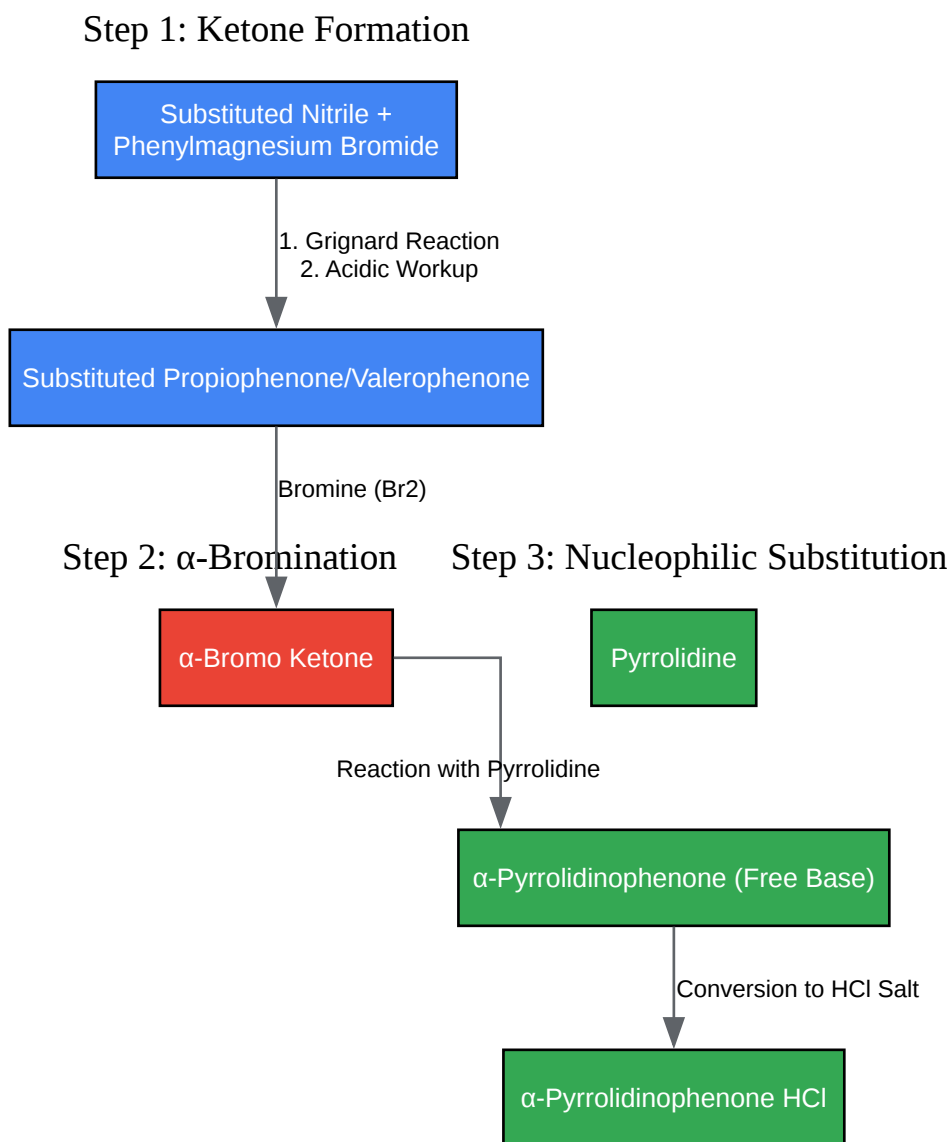 Step 1: Ketone Formation
Substituted Nitrile +
Phenylmagnesium Bromide
1. Grignard Reaction
2. Acidic Workup
Substituted Propiophenone/Valerophenone
Bromine (Br2)
Step 2: α-Bromination
Step 3: Nucleophilic Substitution
α-Bromo Ketone
Pyrrolidine
Reaction with Pyrrolidine
α-Pyrrolidinophenone (Free Base)
Conversion to HCl Salt
α-Pyrrolidinophenone HCl